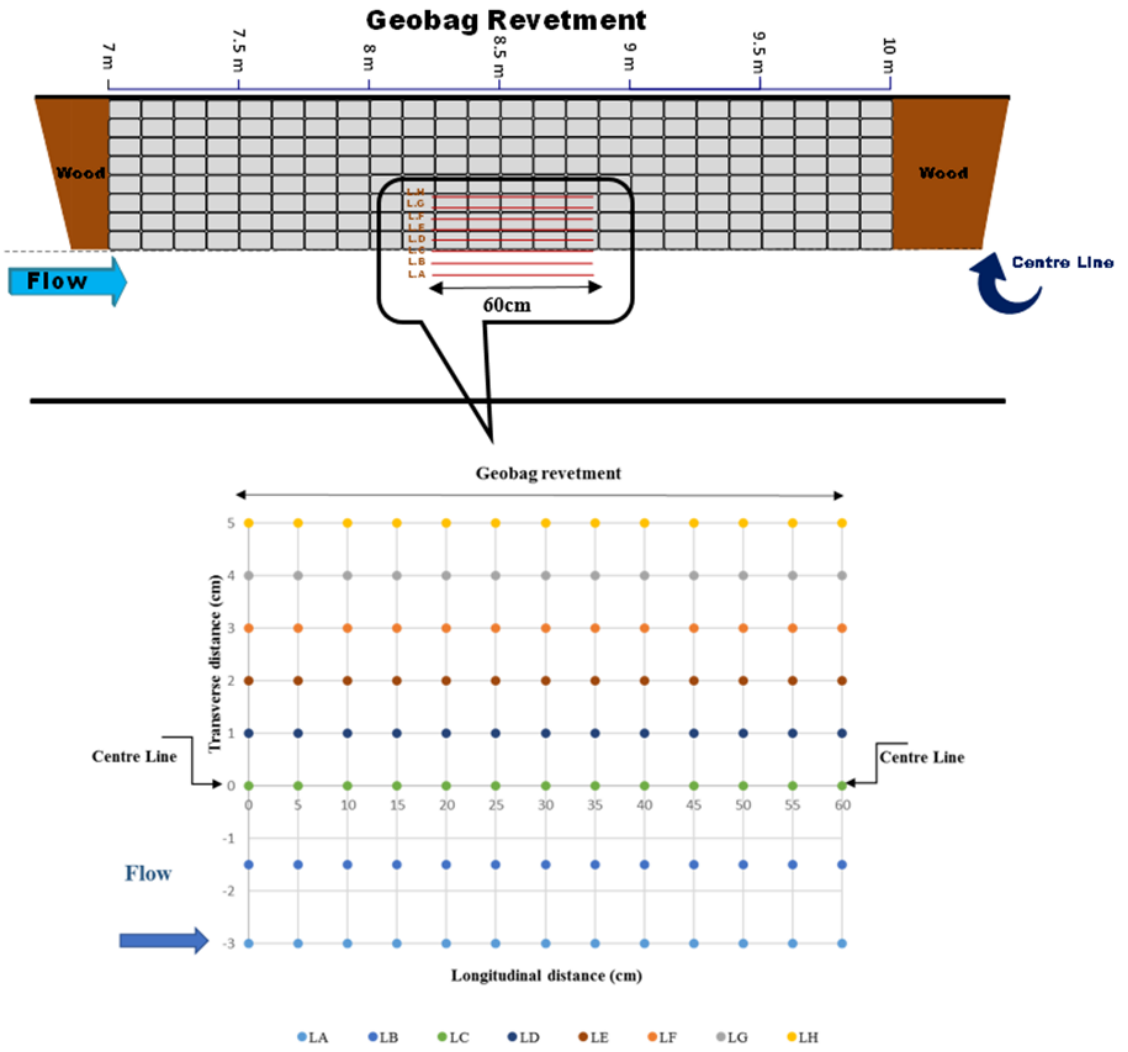 Geobag Revetment
7 m
7.5 m
8 m
8.5 m
9 m
9.5 m
10 m
Wood
Wood
L.H
L.G
L.F
L.E
L.D
L.C
L.B
L.A
Flow
60cm
Centre Line
Geobag revetment
Transverse distance (cm)
5
4
3
2
1
0
-1
-2
-3
0 5 10 15 20 25 30 35 40 45 50 55 60
Centre Line
Centre Line
Flow
Longitudinal distance (cm)
LA LB LC LD LE LF LG LH